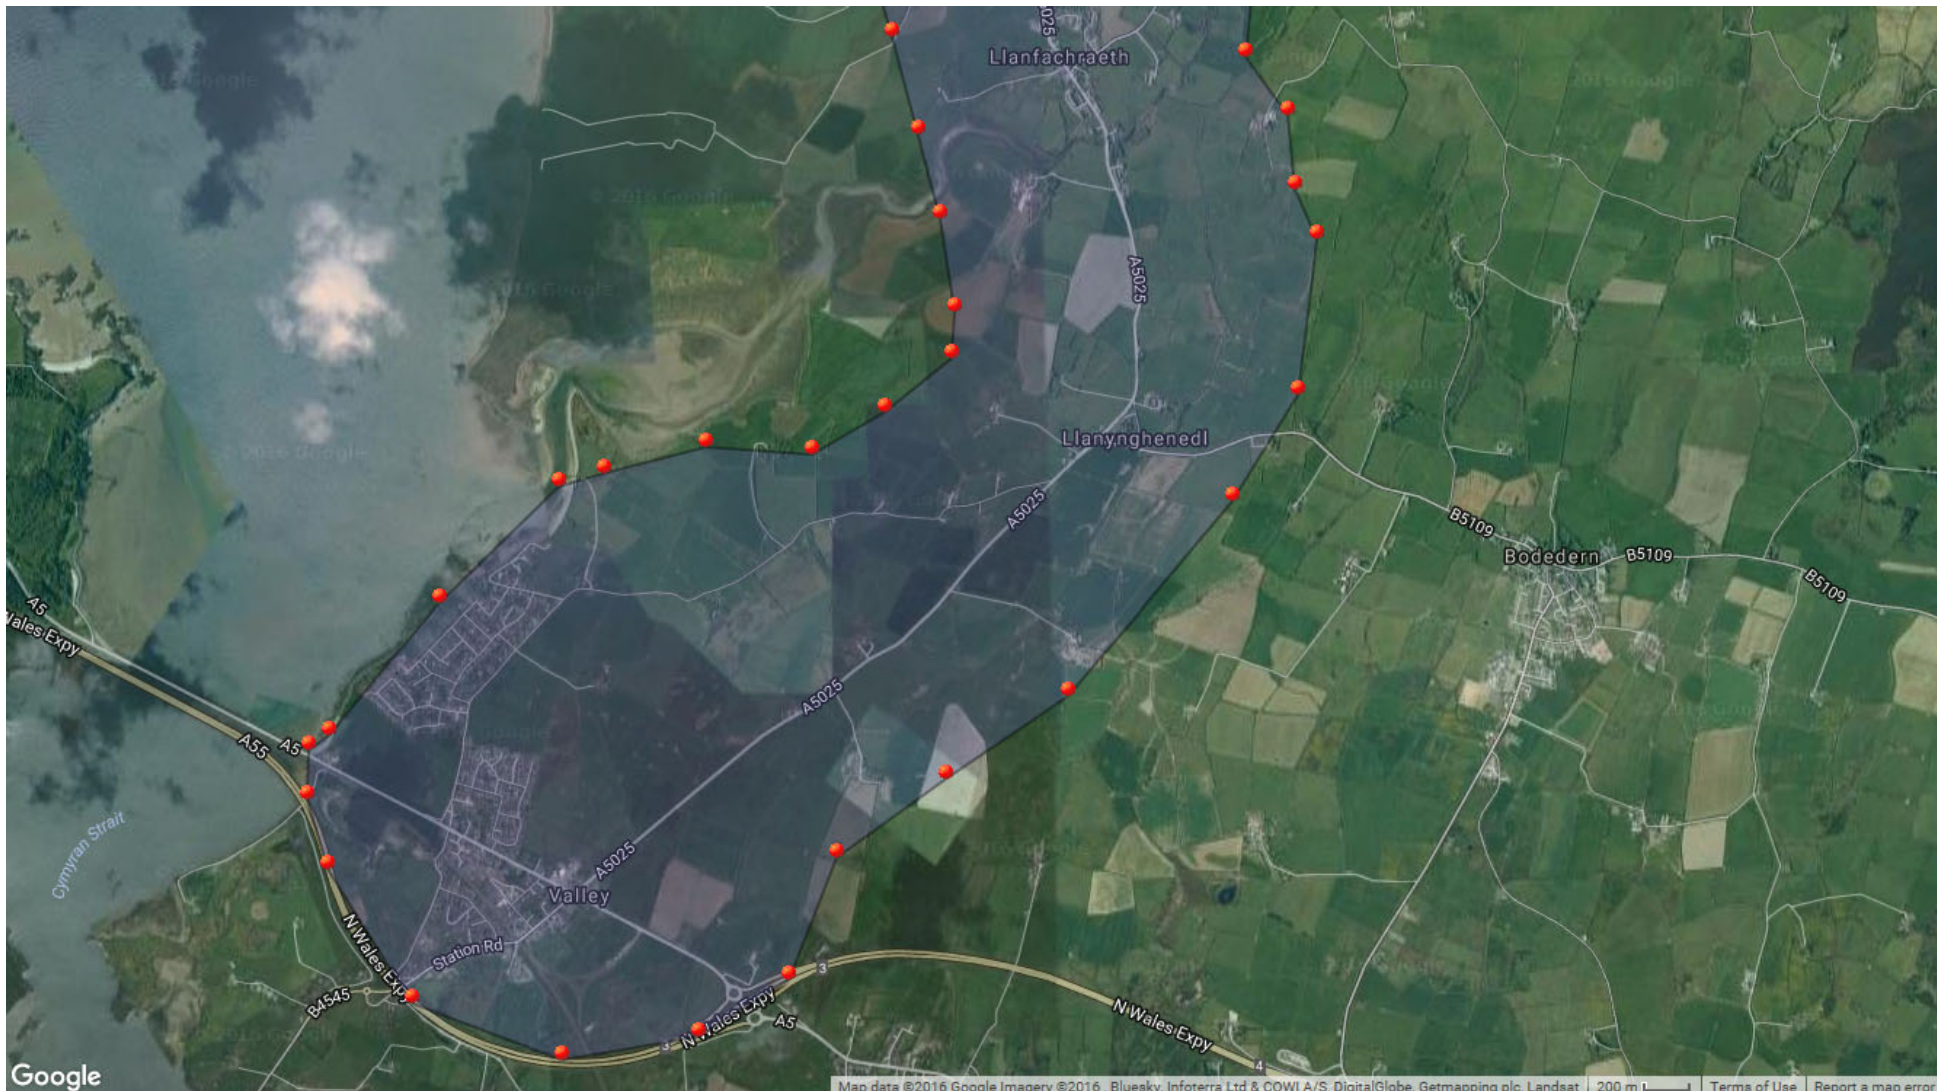 A5025
Llanfachraeth
A5025
Llanynghenedl
A5025
B5109
Bodedern
B5109
B5109
A5
Wales Expy
A5025
A5
A55
Cymyran Strait
A5025
Valley
Station Rd
N Wales Expy
3
B4545
N Wales Expy
A5
3
N Wales Expy
4
Google
Map data ©2016 Google Imagery ©2016 , Bluesky, Infoterra Ltd & COWI A/S, DigitalGlobe, Getmapping plc, Landsat
200 m
Terms of Use
Report a map error